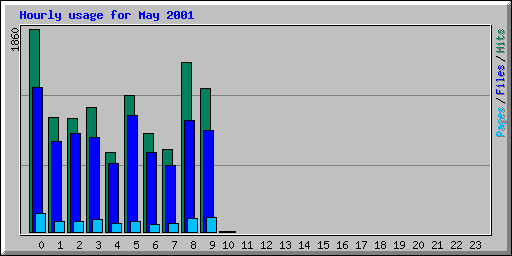 Hourly usage for May 2001
1860
Pages/Files/Hits
0 1 2 3 4 5 6 7 8 9 10 11 12 13 14 15 16 17 18 19 20 21 22 23